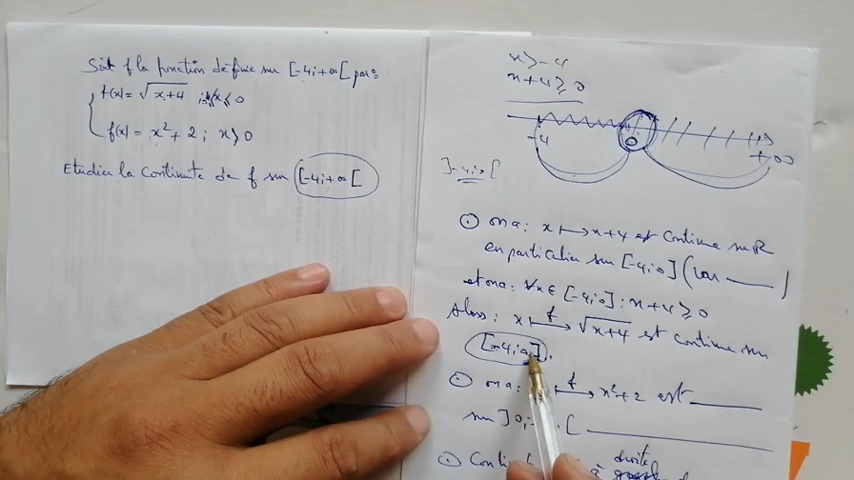 Soit f la fonction définie sur [-4;+∞[ par:
f(x) = √x+4 ; x⩽0
f(x) = x²+2 ; x>0
Etudier la Continuite de f sur [-4;+∞[
x⩾-4
x+4⩾0
-4 0 +∞
]-4;0[
on a: x ⟼ x+4 est Continue sur ℝ
en particulier sur [-4;0] (car ——— )
et on a: ∀x ∈ [-4;0]: x+4 ⩾ 0
Alors: x ⟼ f √x+4 est continue sur
[-4;0].
on a: f ⟼ x²+2 est ———
sur ]0; [ ———
droite
à